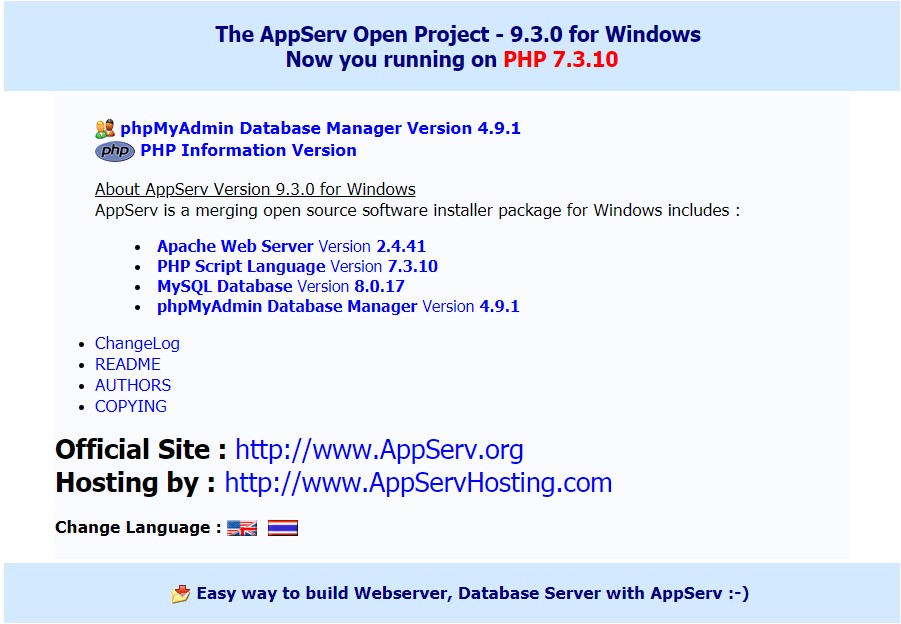 The AppServ Open Project - 9.3.0 for Windows
Now you running on PHP 7.3.10
phpMyAdmin Database Manager Version 4.9.1
php PHP Information Version
About AppServ Version 9.3.0 for Windows
AppServ is a merging open source software installer package for Windows includes :
• Apache Web Server Version 2.4.41
• PHP Script Language Version 7.3.10
• MySQL Database Version 8.0.17
• phpMyAdmin Database Manager Version 4.9.1
• ChangeLog
• README
• AUTHORS
• COPYING
Official Site : http://www.AppServ.org
Hosting by : http://www.AppServHosting.com
Change Language :
Easy way to build Webserver, Database Server with AppServ :-)